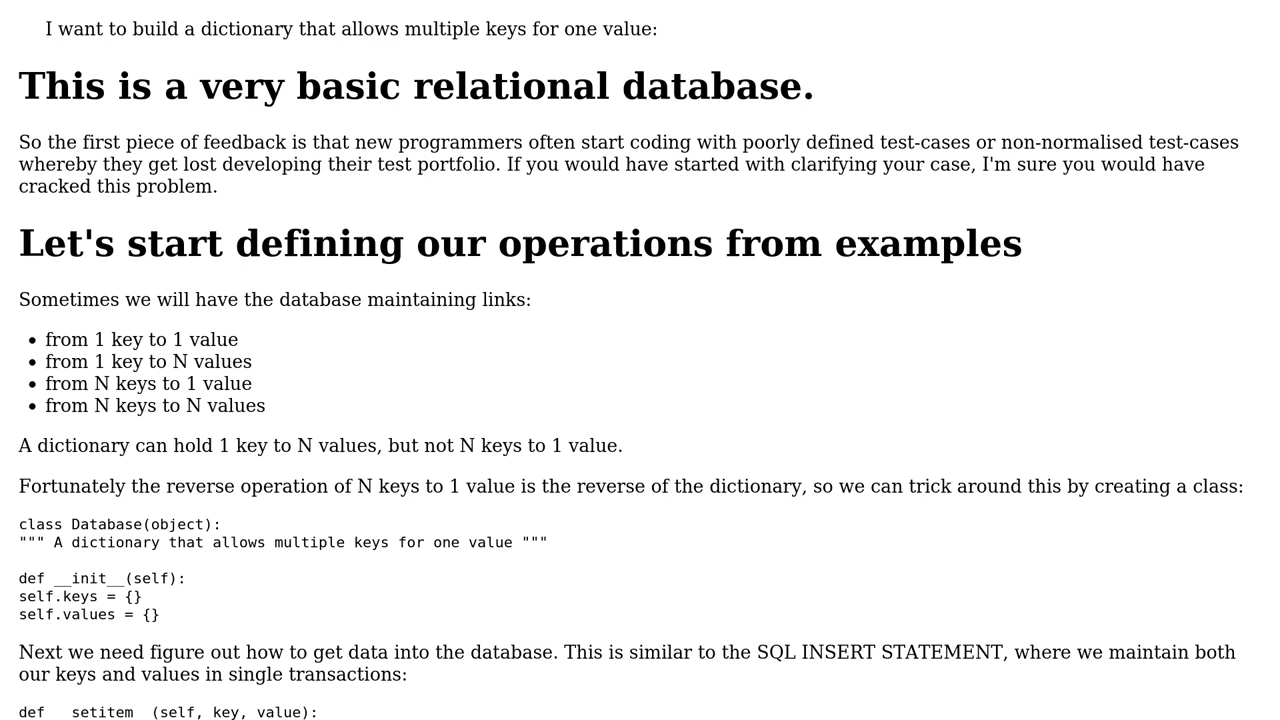 I want to build a dictionary that allows multiple keys for one value:
This is a very basic relational database.
So the first piece of feedback is that new programmers often start coding with poorly defined test-cases or non-normalised test-cases
whereby they get lost developing their test portfolio. If you would have started with clarifying your case, I'm sure you would have
cracked this problem.
Let's start defining our operations from examples
Sometimes we will have the database maintaining links:
• from 1 key to 1 value
• from 1 key to N values
• from N keys to 1 value
• from N keys to N values
A dictionary can hold 1 key to N values, but not N keys to 1 value.
Fortunately the reverse operation of N keys to 1 value is the reverse of the dictionary, so we can trick around this by creating a class:
class Database(object):
""" A dictionary that allows multiple keys for one value """
def __init__(self):
self.keys = {}
self.values = {}
Next we need figure out how to get data into the database. This is similar to the SQL INSERT STATEMENT, where we maintain both
our keys and values in single transactions:
def __setitem__(self, key, value):